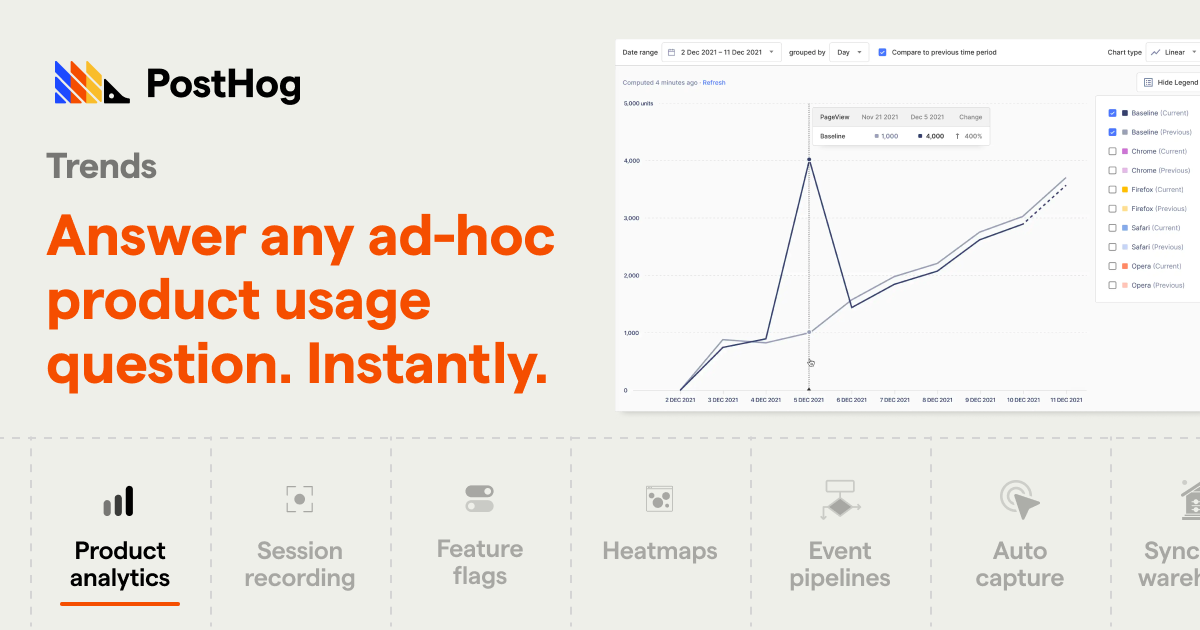 PostHog
Trends
Answer any ad-hoc
product usage
question. Instantly.
Date range 2 Dec 2021 – 11 Dec 2021 grouped by Day Compare to previous time period Chart type Linear
Computed 4 minutes ago · Refresh
Hide Legend
5,000 units
4,000
3,000
2,000
1,000
0
PageView Nov 21 2021 Dec 5 2021 Change
Baseline 1,000 4,000 ↑ 400%
2 DEC 2021 3 DEC 2021 4 DEC 2021 5 DEC 2021 6 DEC 2021 7 DEC 2021 8 DEC 2021 9 DEC 2021 10 DEC 2021 11 DEC 2021
Baseline (Current)
Baseline (Previous)
Chrome (Current)
Chrome (Previous)
Firefox (Current)
Firefox (Previous)
Safari (Current)
Safari (Previous)
Opera (Current)
Opera (Previous)
Product
analytics
Session
recording
Feature
flags
Heatmaps
Event
pipelines
Auto
capture
Sync
wareh